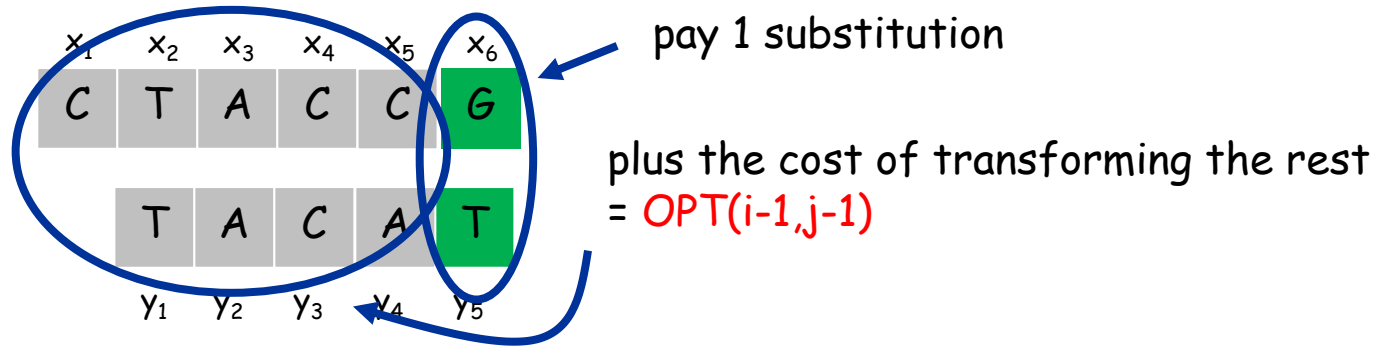 x₁ x₂ x₃ x₄ x₅ x₆
pay 1 substitution
C T A C C G
plus the cost of transforming the rest
= OPT(i-1,j-1)
T A C A T
y₁ y₂ y₃ y₄ y₅